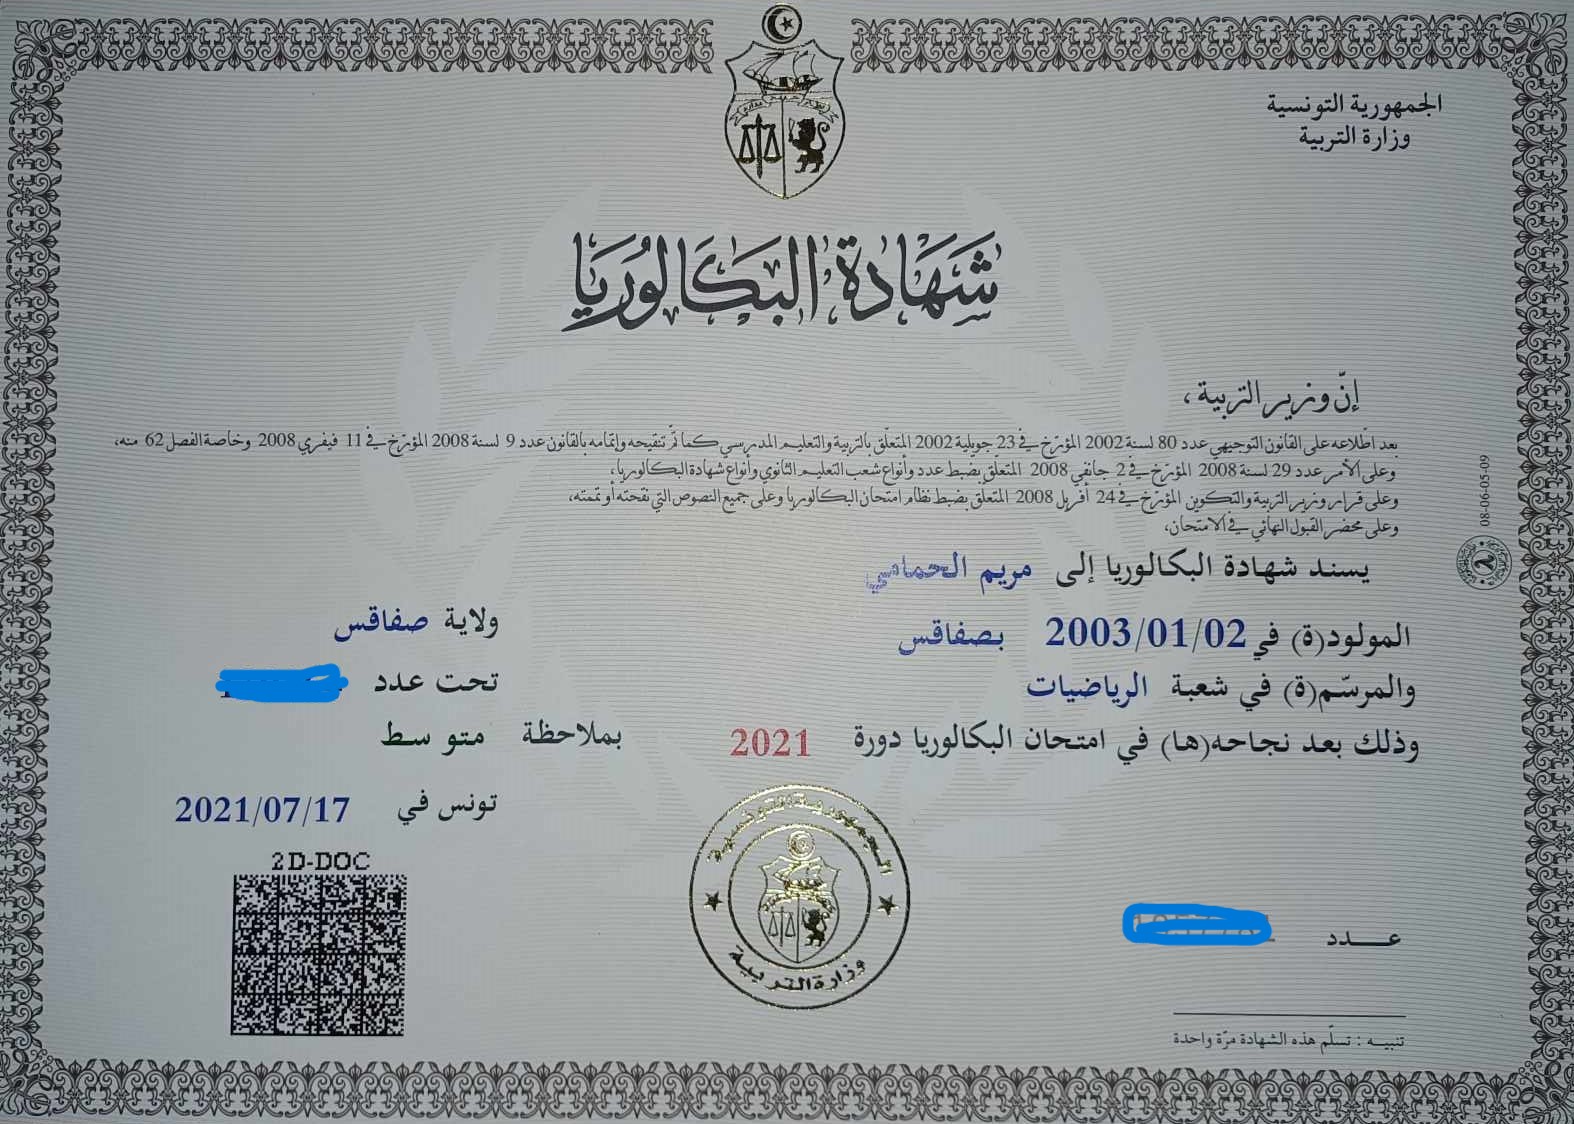 الجمهورية التونسية
وزارة التربية
شهادة البكالوريا
إنّ وزير التربية،
بعد اطّلاعه على القانون التوجيهي عدد 80 لسنة 2002 المؤرّخ في 23 جويلية 2002 المتعلّق بالتربية والتعليم المدرسي كما تمّ تنقيحه وإتمامه بالقانون عدد 9 لسنة 2008 المؤرّخ في 11 فيفري 2008 وخاصة الفصل 62 منه،
وعلى الأمر عدد 29 لسنة 2008 المؤرّخ في 2 جانفي 2008 المتعلّق بضبط عدد وأنواع شعب التعليم الثانوي وأنواع شهادة البكالوريا،
وعلى قرار وزير التربية والتكوين المؤرّخ في 24 أفريل 2008 المتعلّق بضبط نظام امتحان البكالوريا وعلى جميع النصوص التي نقحته أو تممته،
وعلى محضر القبول النهائي في الامتحان،
يسند شهادة البكالوريا إلى مريم الحمامي
المولود(ة) في 2003/01/02 بصفاقس ولاية صفاقس
والمرسّم(ة) في شعبة الرياضيات تحت عدد
وذلك بعد نجاحه(ها) في امتحان البكالوريا دورة 2021 بملاحظة متوسط
تونس في 2021/07/17
2D-DOC
الجمهورية التونسية
وزارة التربية
عــدد
تنبيـه : تسلّم هذه الشهادة مرّة واحدة
08-06-05-09